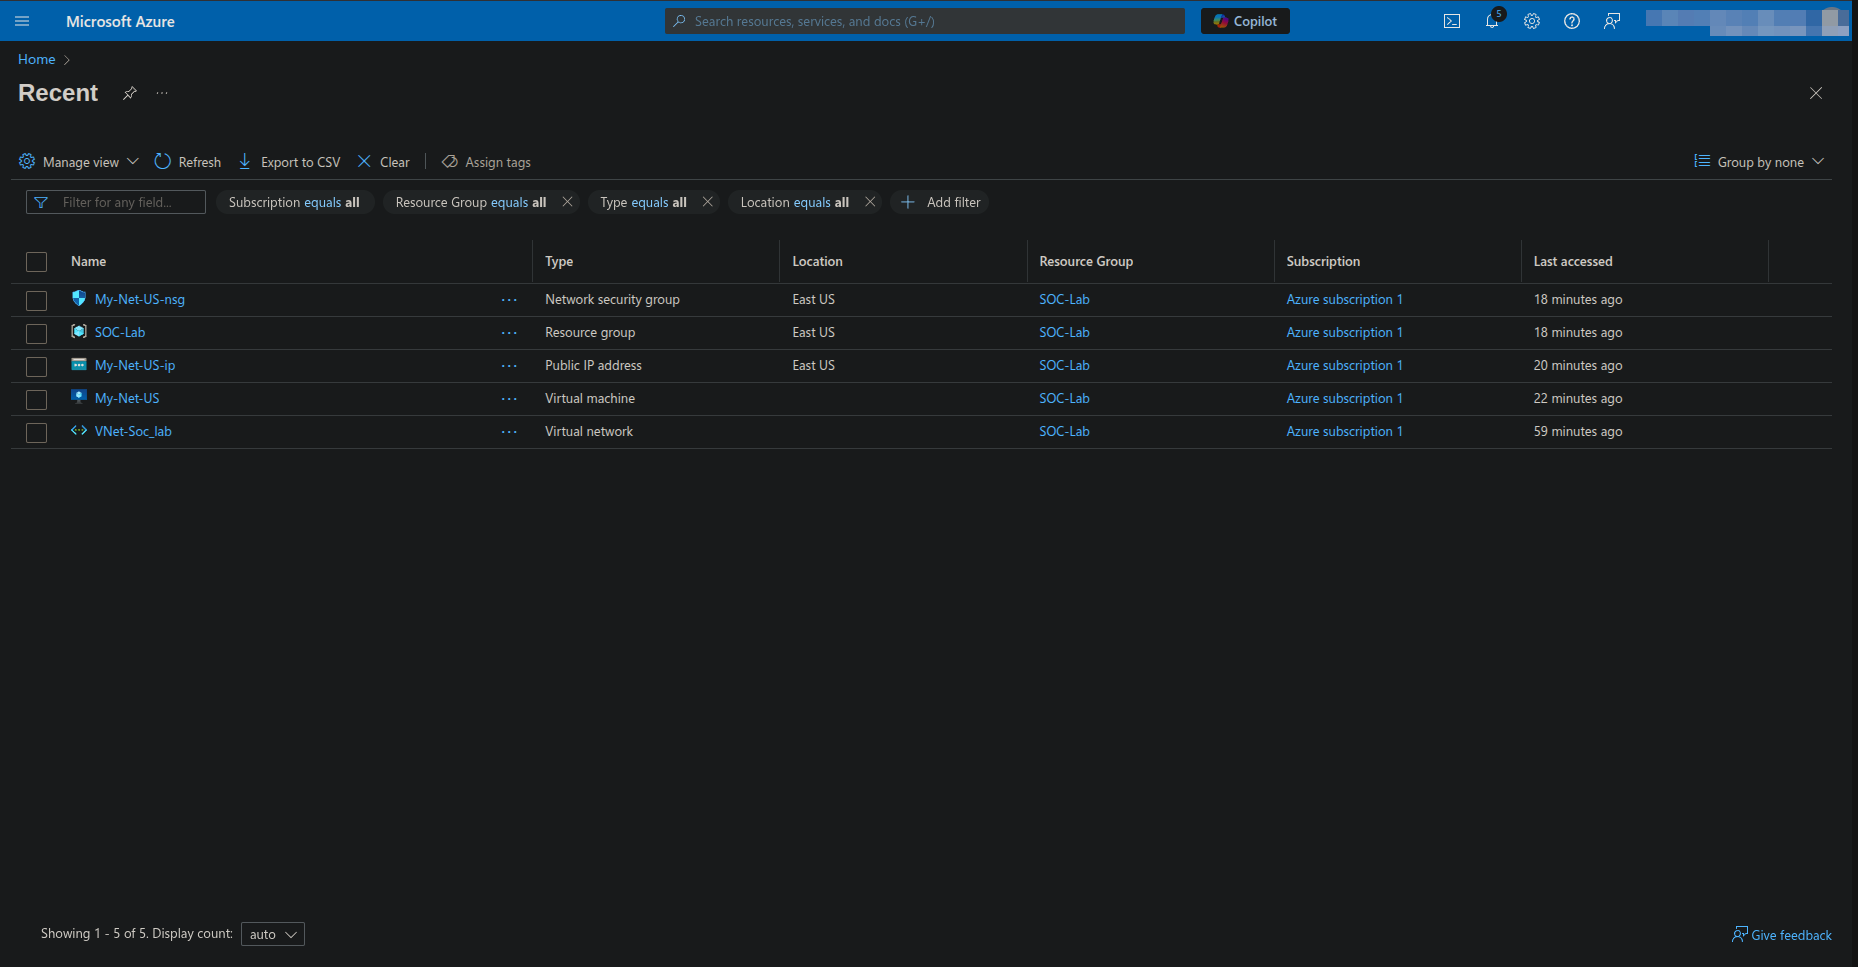 Microsoft Azure
Search resources, services, and docs (G+/)
Copilot
5
Home
Recent
Manage view
Refresh
Export to CSV
Clear
Assign tags
Group by none
Filter for any field...
Subscription equals all
Resource Group equals all
Type equals all
Location equals all
Add filter
Name Type Location Resource Group Subscription Last accessed
My-Net-US-nsg ... Network security group East US SOC-Lab Azure subscription 1 18 minutes ago
SOC-Lab ... Resource group East US SOC-Lab Azure subscription 1 18 minutes ago
My-Net-US-ip ... Public IP address East US SOC-Lab Azure subscription 1 20 minutes ago
My-Net-US ... Virtual machine SOC-Lab Azure subscription 1 22 minutes ago
VNet-Soc_lab ... Virtual network SOC-Lab Azure subscription 1 59 minutes ago
Showing 1 - 5 of 5. Display count: auto
Give feedback